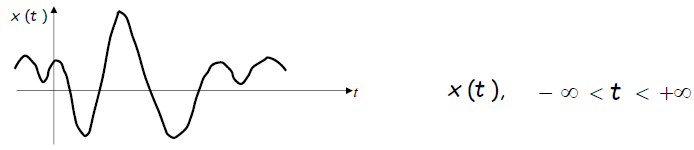 x (t)
t
x (t), − ∞ < t < +∞